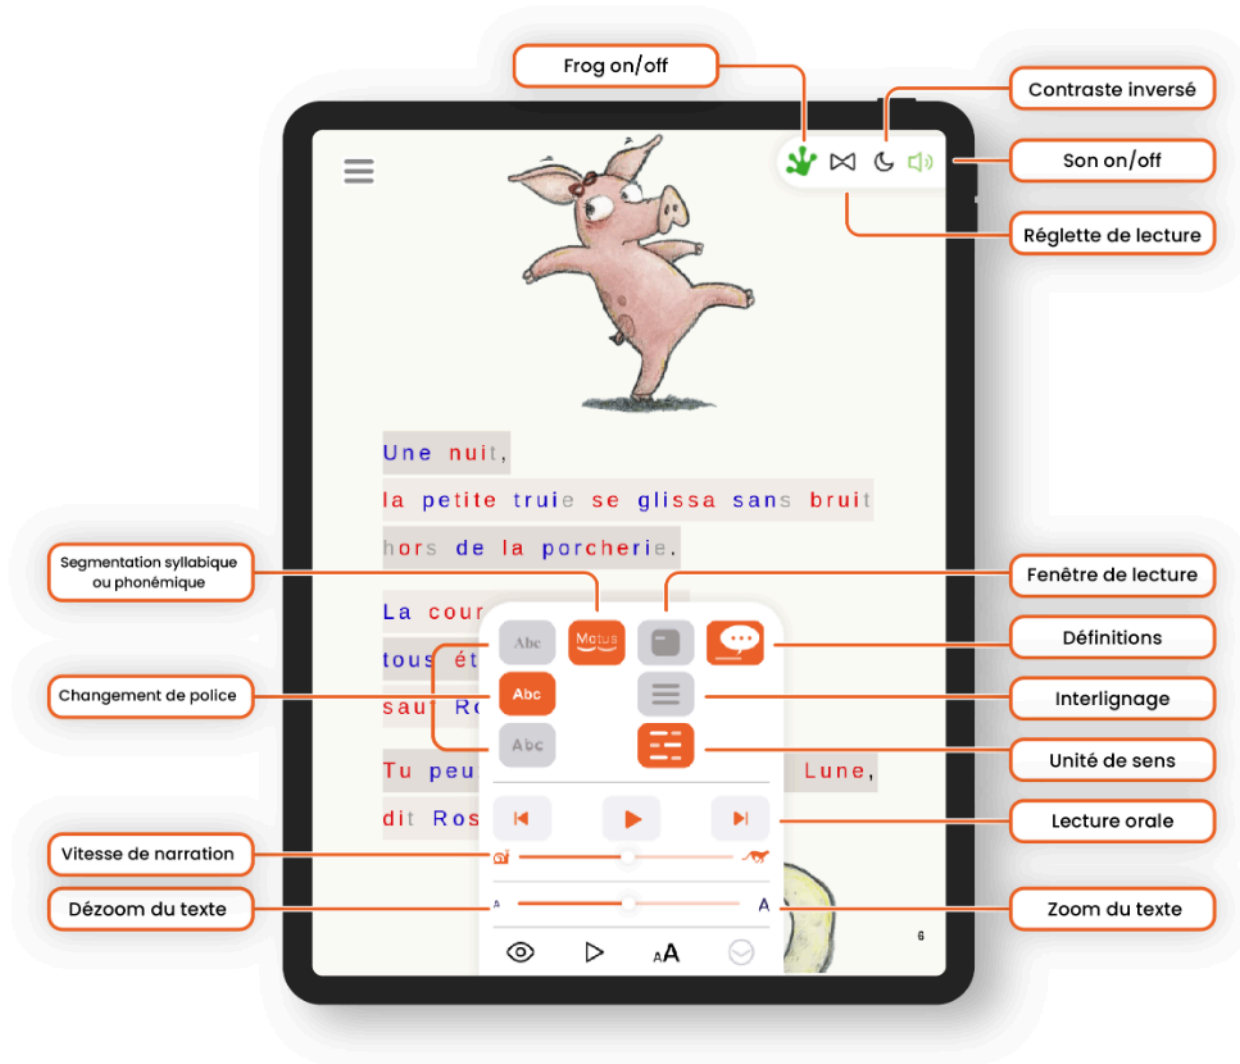 Frog on/off
Contraste inversé
Son on/off
Réglette de lecture
Une nuit,
la petite truie se glissa sans bruit
hors de la porcherie.
La cour
tous ét
sau
Tu peu Lune,
dit Ros
Segmentation syllabique
ou phonémique
Changement de police
Vitesse de narration
Dézoom du texte
Abc
Motus
Abc
Abc
A A
AA
Fenêtre de lecture
Définitions
Interlignage
Unité de sens
Lecture orale
Zoom du texte
6